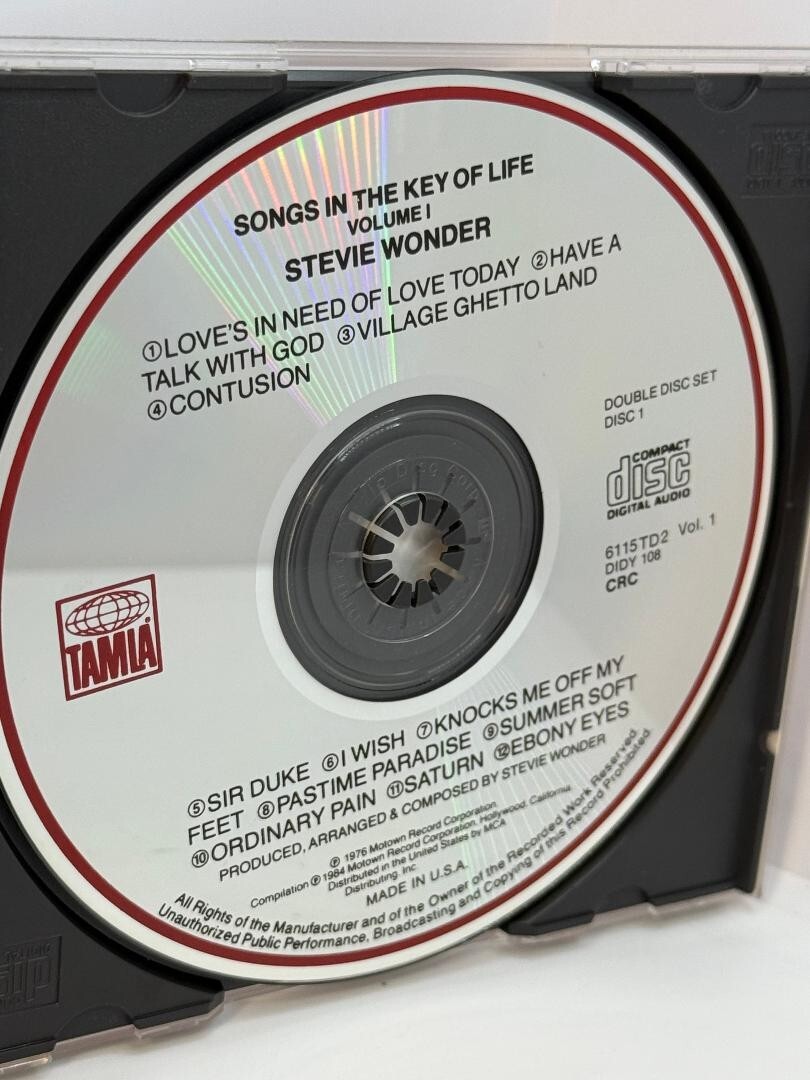 SONGS IN THE KEY OF LIFE
VOLUME I
STEVIE WONDER
①LOVE'S IN NEED OF LOVE TODAY ②HAVE A
TALK WITH GOD ③VILLAGE GHETTO LAND
④CONTUSION
DOUBLE DISC SET
DISC 1
COMPACT
disc
DIGITAL AUDIO
6115TD2 Vol. 1
DIDY 108
CRC
TAMLA
⑤SIR DUKE ⑥I WISH ⑦KNOCKS ME OFF MY
FEET ⑧PASTIME PARADISE ⑨SUMMER SOFT
⑩ORDINARY PAIN ⑪SATURN ⑫EBONY EYES
PRODUCED, ARRANGED & COMPOSED BY STEVIE WONDER
℗ 1976 Motown Record Corporation
Compilation ℗ 1984 Motown Record Corporation, Hollywood, California
Distributed in the United States by MCA
Distributing, Inc.
MADE IN U.S.A.
All Rights of the Manufacturer and of the Owner of the Recorded Work Reserved.
Unauthorized Public Performance, Broadcasting and Copying of this Record Prohibited